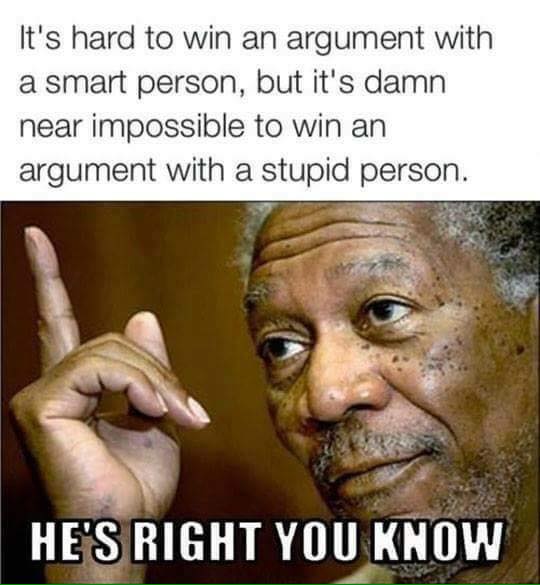 It's hard to win an argument with
a smart person, but it's damn
near impossible to win an
argument with a stupid person.
HE'S RIGHT YOU KNOW